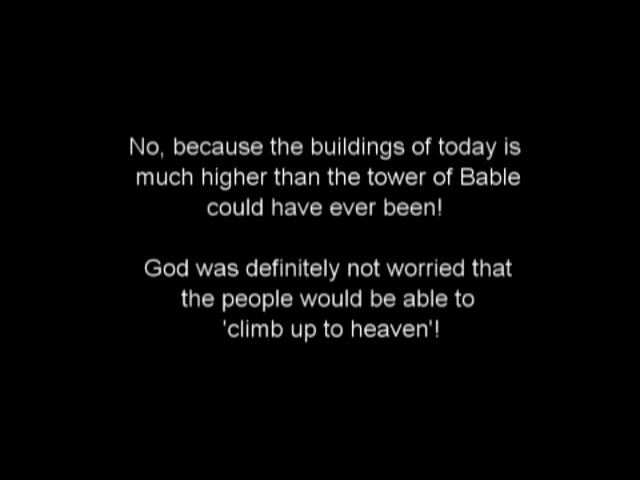 No, because the buildings of today is
much higher than the tower of Bable
could have ever been!
God was definitely not worried that
the people would be able to
'climb up to heaven'!